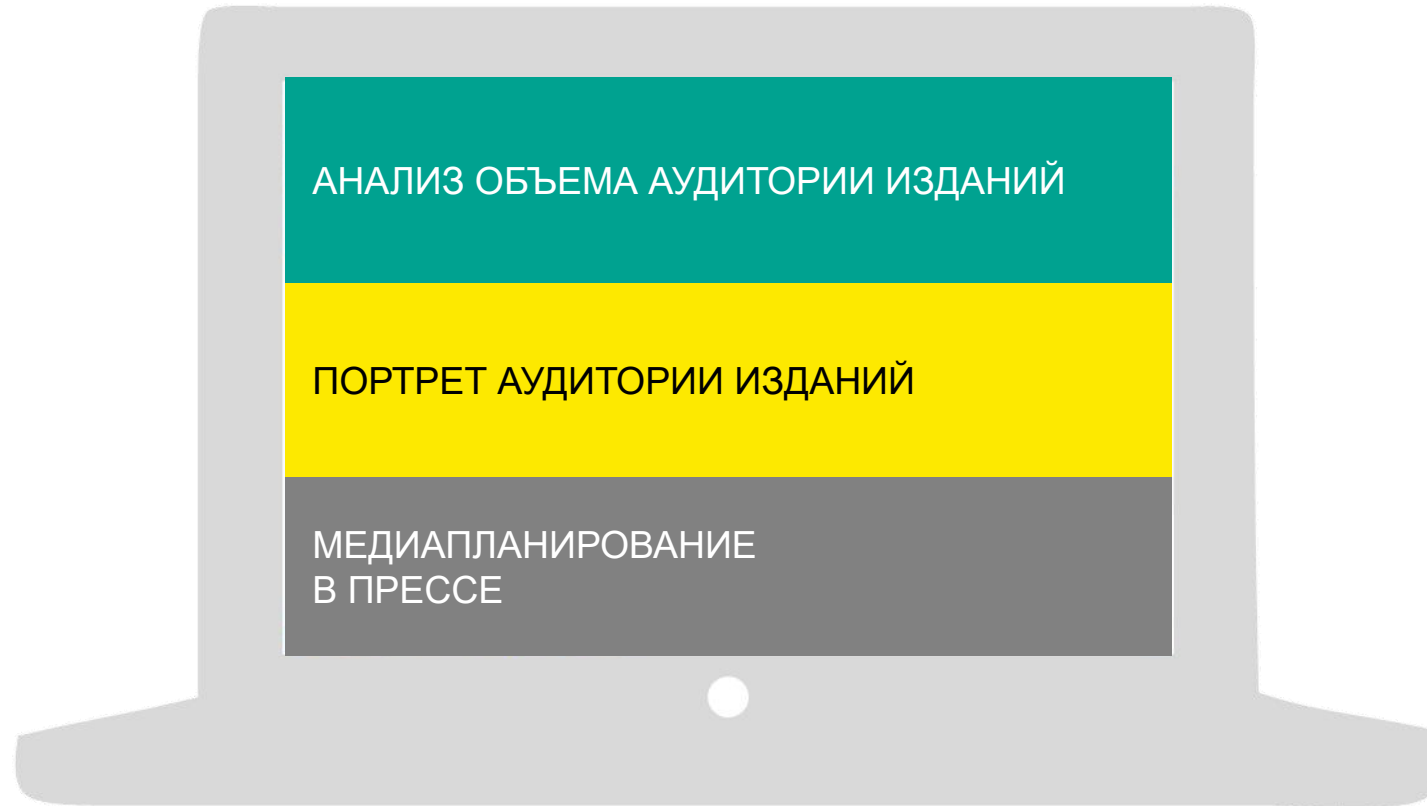 АНАЛИЗ ОБЪЕМА АУДИТОРИИ ИЗДАНИЙ
ПОРТРЕТ АУДИТОРИИ ИЗДАНИЙ
МЕДИАПЛАНИРОВАНИЕ
В ПРЕССЕ